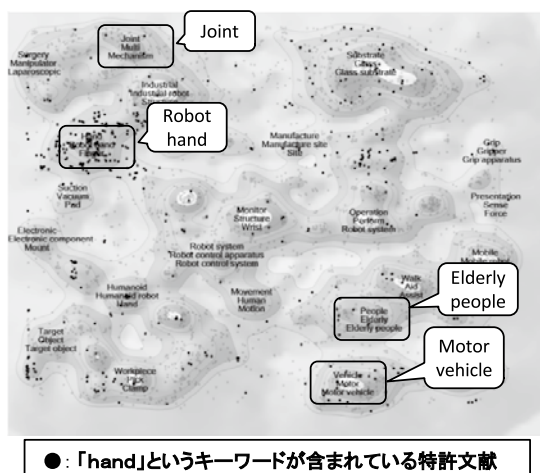 Joint
Joint
Multi
Mechanism
Surgery
Manipulator
Laparoscopic
Substrate
Glass
Glass substrate
Industrial
Industrial robot
Robot
hand
Hand
Manufacture
Manufacture site
Site
Grip
Gripper
Grip apparatus
Suction
Vacuum
Pad
Presentation
Sense
Force
Monitor
Structure
Wrist
Operation
Perform
Robot system
Electronic
Electronic component
Mount
Robot system
Robot control apparatus
Robot control system
Mobile
Walk
Aid
Assist
Elderly
people
Humanoid
Humanoid robot
Hand
Movement
Human
Motion
People
Elderly
Elderly people
Target
Object
Target object
Motor
vehicle
Workpiece
Clamp
Vehicle
Motor
Motor vehicle
●:「hand」というキーワードが含まれている特許文献